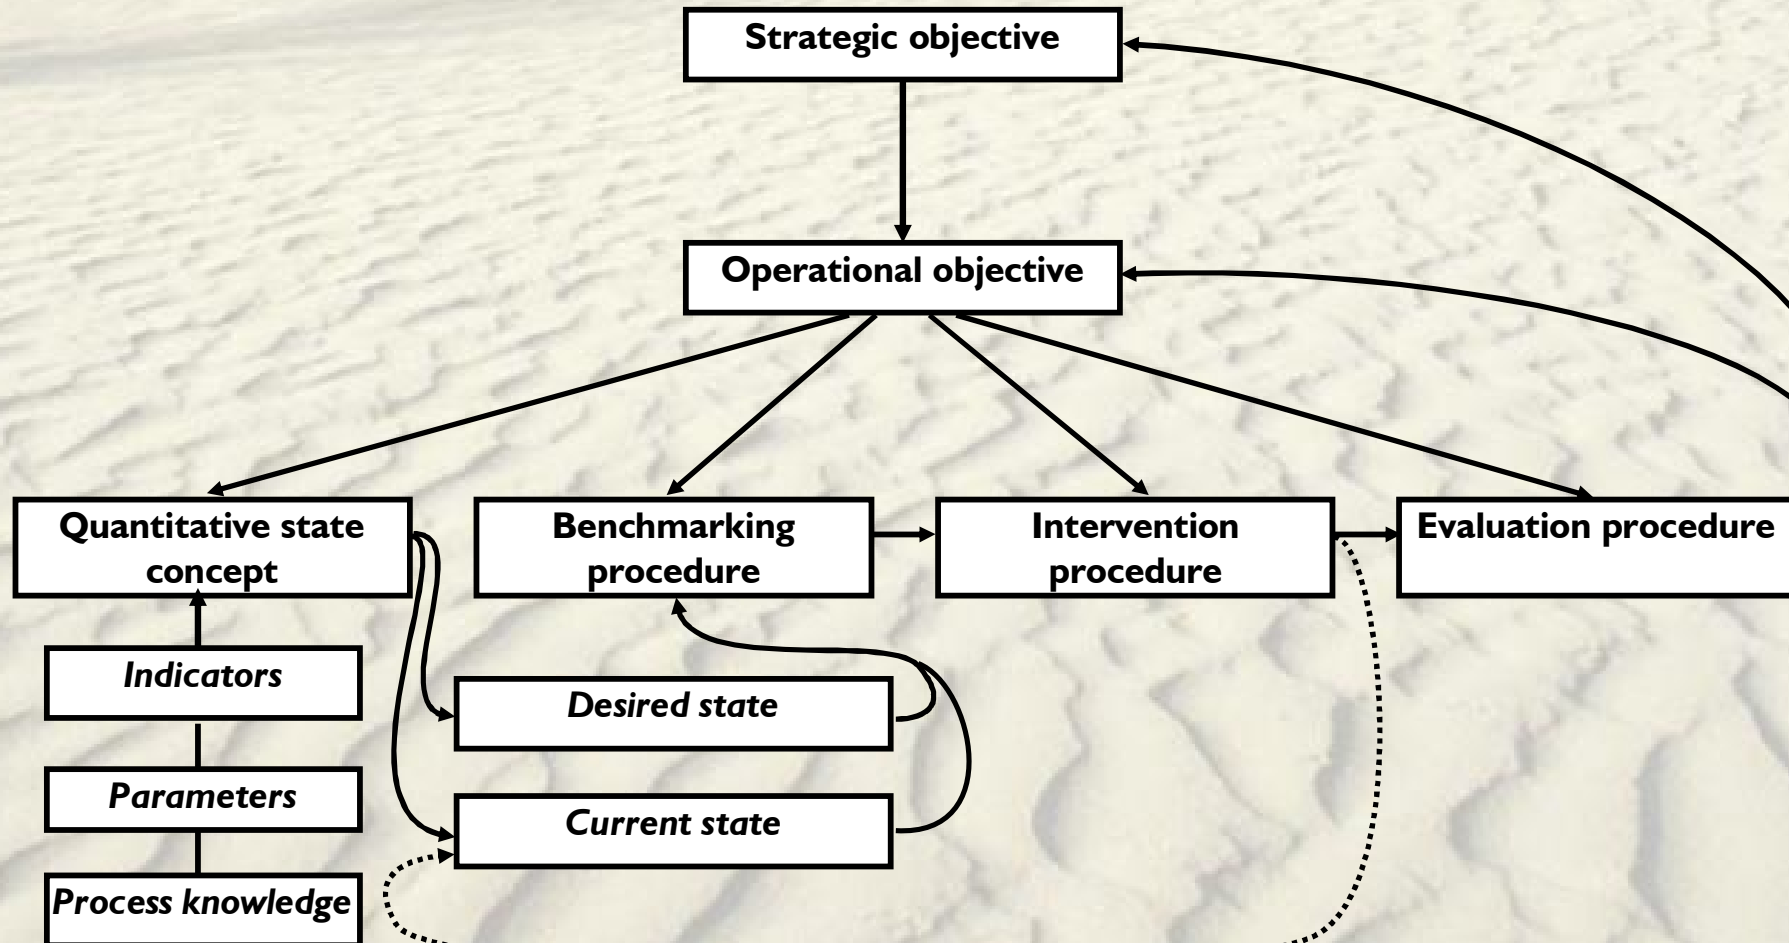 Strategic objective
Operational objective
Quantitative state
concept
Benchmarking
procedure
Intervention
procedure
Evaluation procedure
Indicators
Desired state
Parameters
Current state
Process knowledge